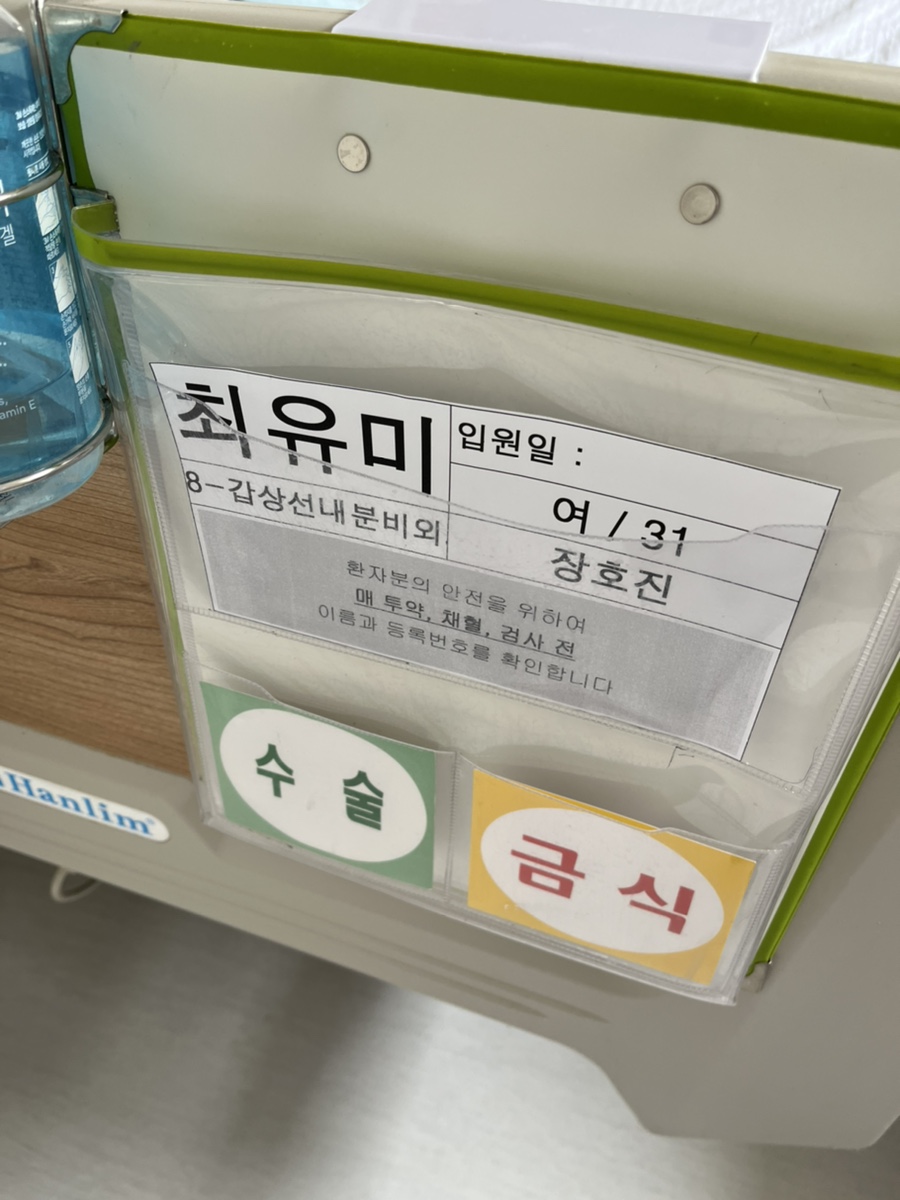 최유미
입원일 :
여 / 31
8-갑상선내분비외
장호진
환자분의 안전을 위하여
매 투약, 채혈, 검사 전
이름과 등록번호를 확인합니다
수 술
금 식
Hanlim
겔
amin E